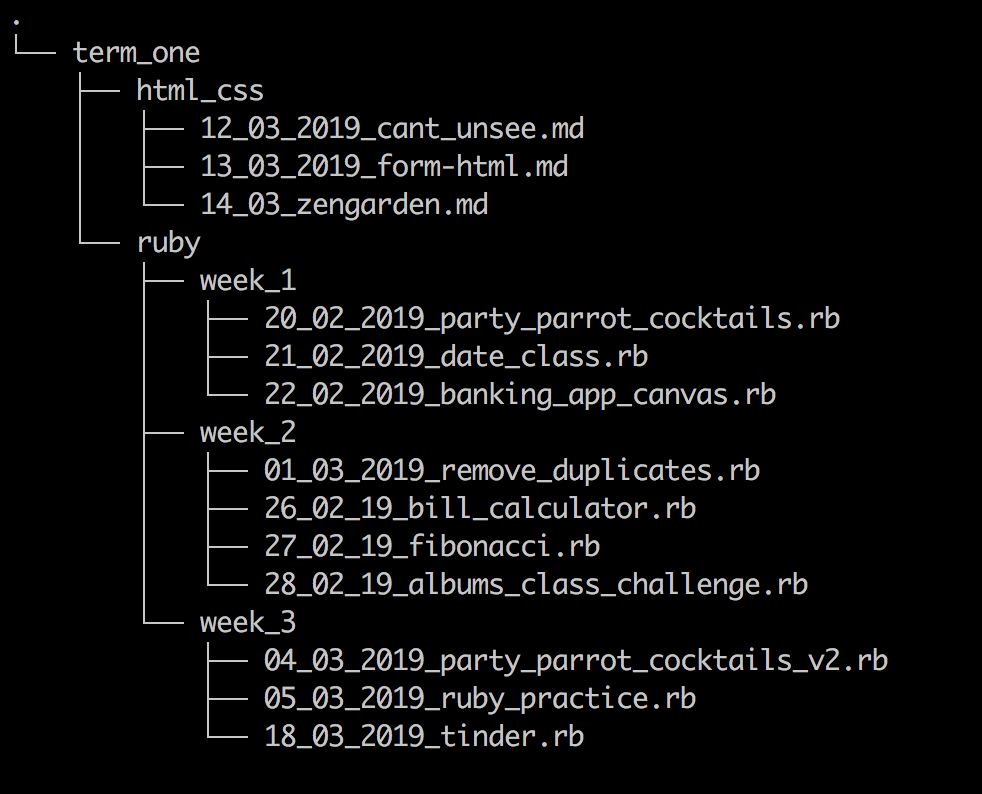 .
└── term_one
    ├── html_css
    │   ├── 12_03_2019_cant_unsee.md
    │   ├── 13_03_2019_form-html.md
    │   └── 14_03_zengarden.md
    └── ruby
        ├── week_1
        │   ├── 20_02_2019_party_parrot_cocktails.rb
        │   ├── 21_02_2019_date_class.rb
        │   └── 22_02_2019_banking_app_canvas.rb
        ├── week_2
        │   ├── 01_03_2019_remove_duplicates.rb
        │   ├── 26_02_19_bill_calculator.rb
        │   ├── 27_02_19_fibonacci.rb
        │   └── 28_02_19_albums_class_challenge.rb
        └── week_3
            ├── 04_03_2019_party_parrot_cocktails_v2.rb
            ├── 05_03_2019_ruby_practice.rb
            └── 18_03_2019_tinder.rb